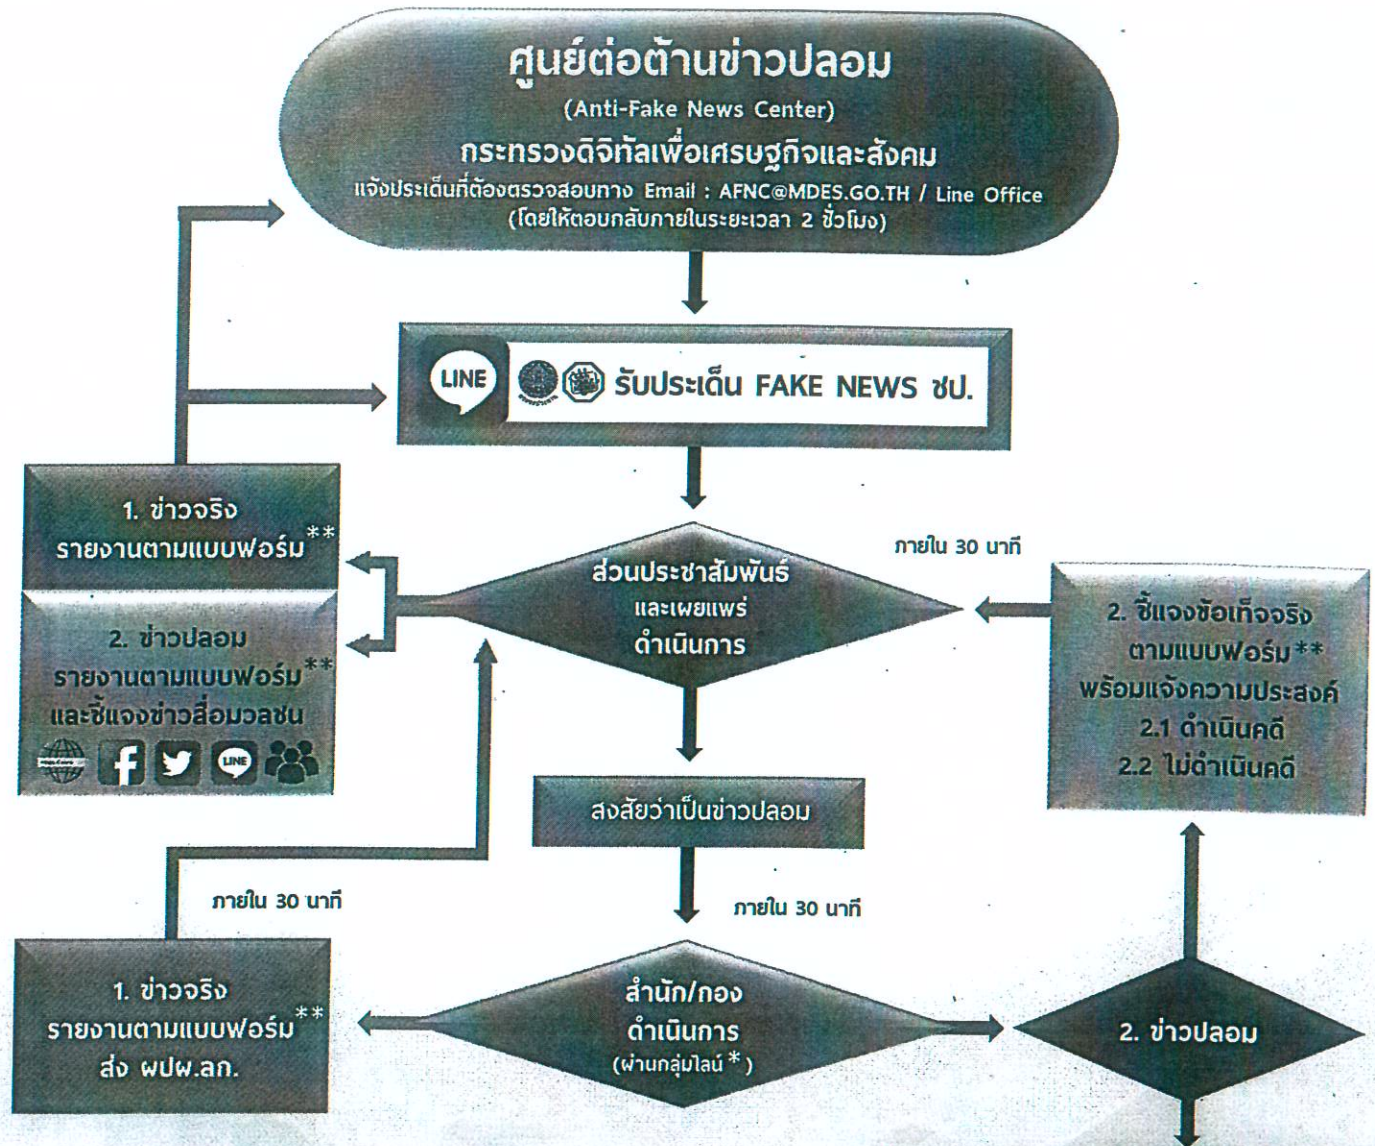 ศูนย์ต่อต้านข่าวปลอม
(Anti-Fake News Center)
กระทรวงดิจิทัลเพื่อเศรษฐกิจและสังคม
แจ้งประเด็นที่ต้องตรวจสอบทาง Email : AFNC@MDES.GO.TH / Line Office
(โดยให้ตอบกลับภายในระยะเวลา 2 ชั่วโมง)
LINE
รับประเด็น FAKE NEWS ชป.
1. ข่าวจริง
รายงานตามแบบฟอร์ม**
2. ข่าวปลอม
รายงานตามแบบฟอร์ม**
และชี้แจงข่าวสื่อมวลชน
LINE
ส่วนประชาสัมพันธ์
และเผยแพร่
ดำเนินการ
ภายใน 30 นาที
2. ชี้แจงข้อเท็จจริง
ตามแบบฟอร์ม**
พร้อมแจ้งความประสงค์
2.1 ดำเนินคดี
2.2 ไม่ดำเนินคดี
สงสัยว่าเป็นข่าวปลอม
ภายใน 30 นาที
ภายใน 30 นาที
1. ข่าวจริง
รายงานตามแบบฟอร์ม**
ส่ง ผปผ.ลก.
สำนัก/กอง
ดำเนินการ
(ผ่านกลุ่มไลน์*)
2. ข่าวปลอม